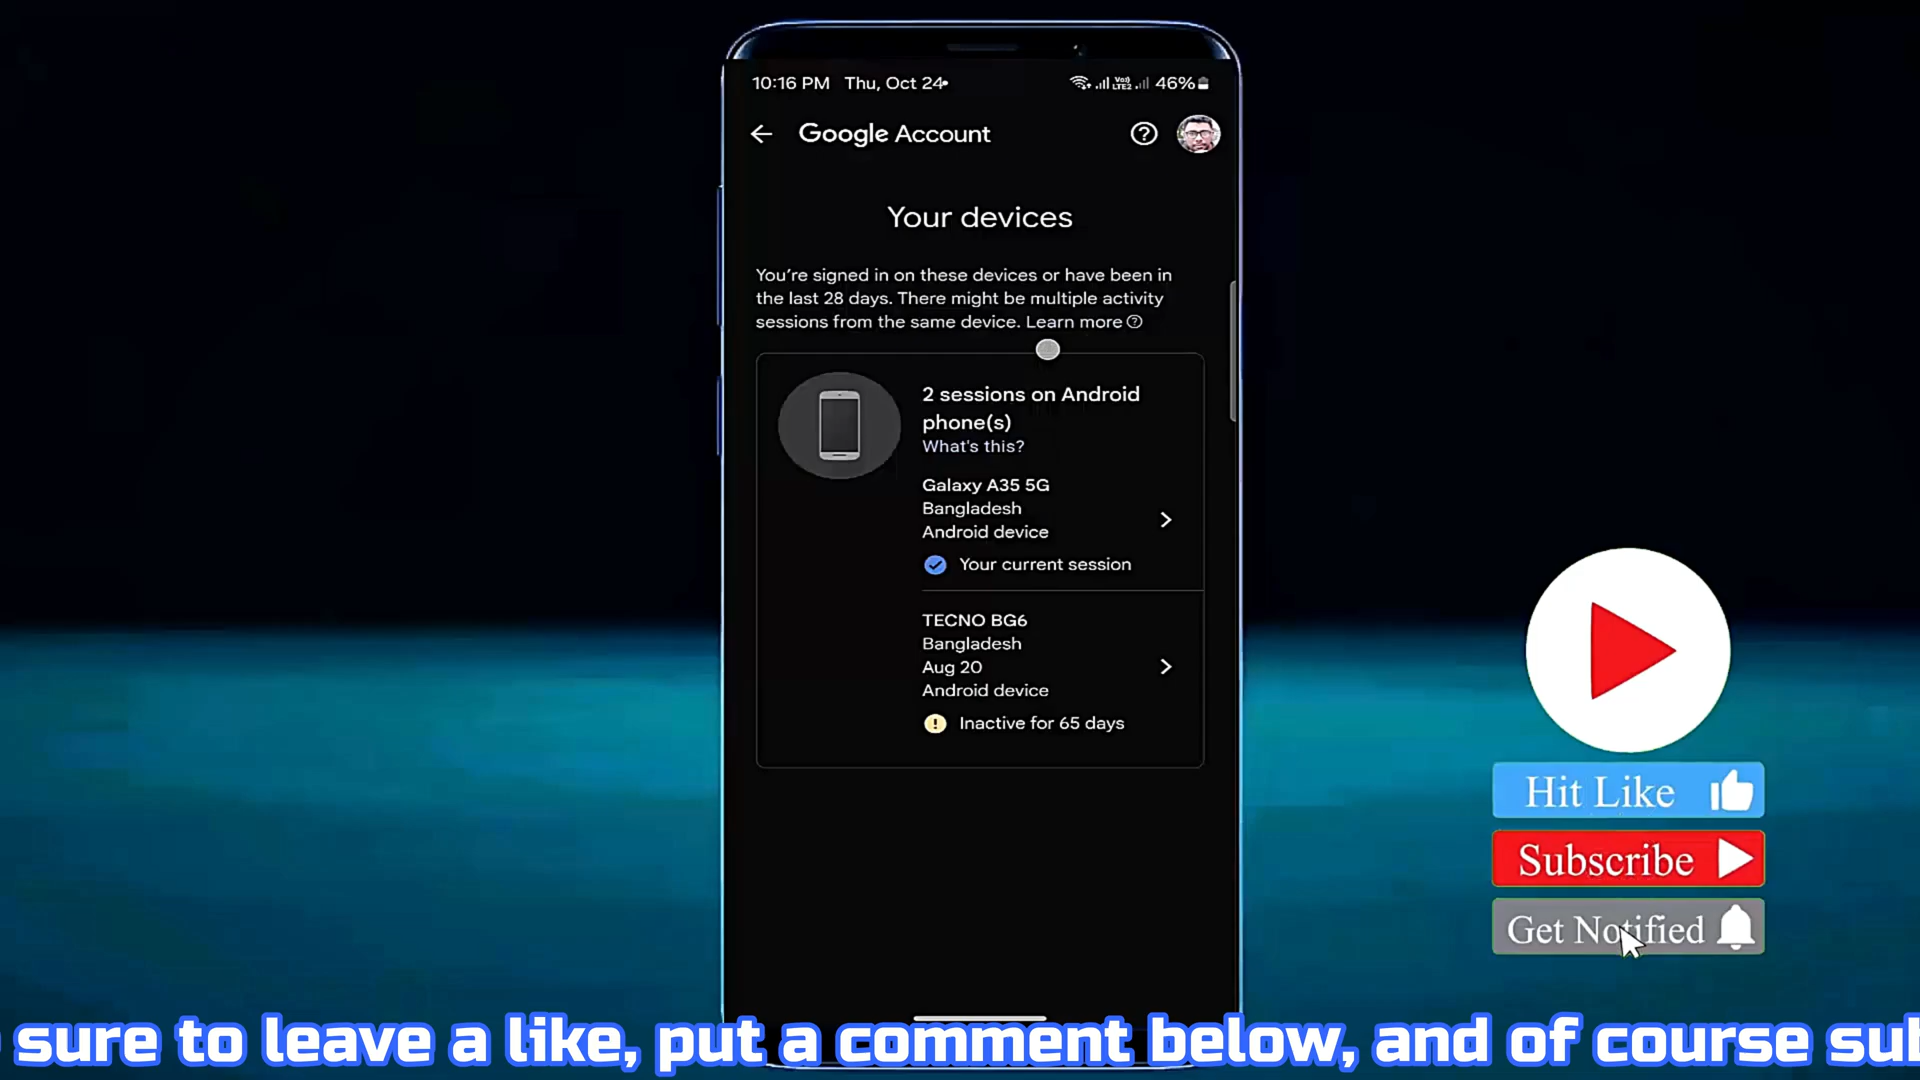 10:16 PM Thu, Oct 24
Vo))
LTE2
46%
Google Account
Your devices
You're signed in on these devices or have been in
the last 28 days. There might be multiple activity
sessions from the same device. Learn more
2 sessions on Android
phone(s)
What's this?
Galaxy A35 5G
Bangladesh
Android device
Your current session
TECNO BG6
Bangladesh
Aug 20
Android device
Inactive for 65 days
Hit Like
Subscribe
Get Notified
sure to leave a like, put a comment below, and of course sub